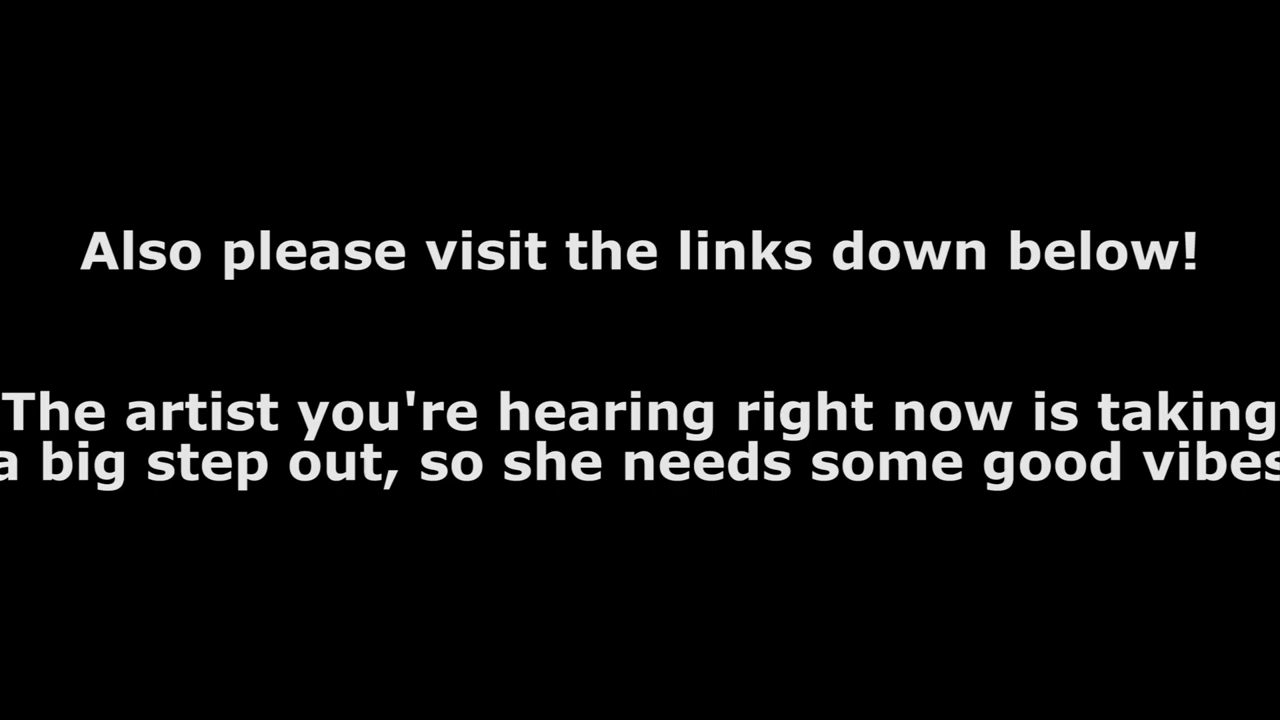 Also please visit the links down below!
The artist you're hearing right now is taking
a big step out, so she needs some good vibes